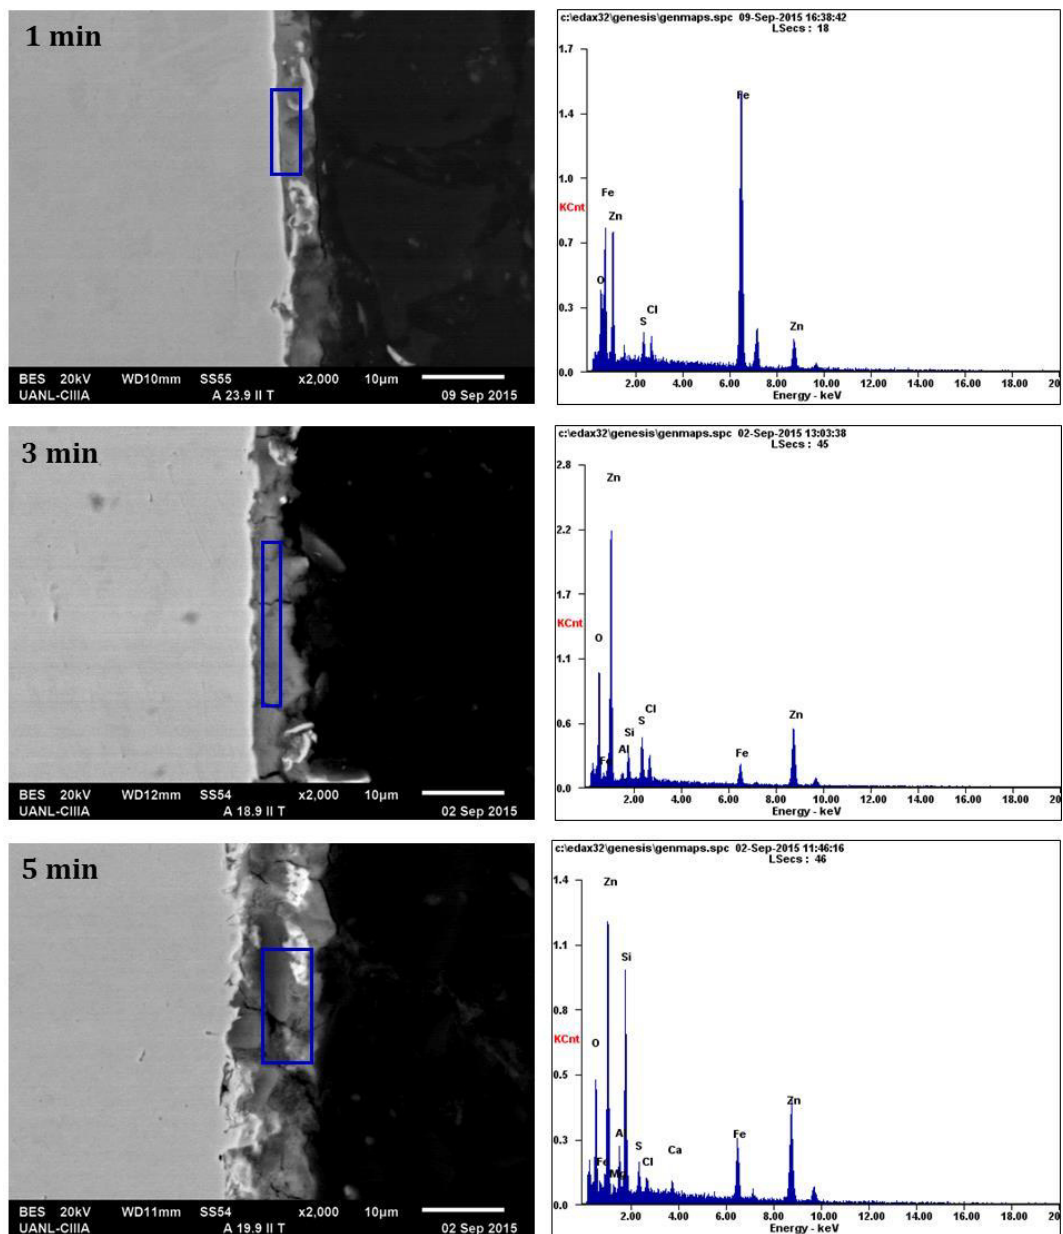 1 min
BES 20kV WD10mm SS55 x2,000 10µm
UANL-CIIIA A 23.9 II T 09 Sep 2015
c:\edax32\genesis\genmaps.spc 09-Sep-2015 16:38:42
LSecs : 18
1.7
1.4
1.0
KCnt
0.7
0.3
0.0
Fe
Fe
Zn
O
S
Cl
Zn
2.00 4.00 6.00 8.00 10.00 12.00 14.00 16.00 18.00 20
Energy - keV
3 min
BES 20kV WD12mm SS54 x2,000 10µm
UANL-CIIIA A 18.9 II T 02 Sep 2015
c:\edax32\genesis\genmaps.spc 02-Sep-2015 13:03:38
LSecs : 45
2.8
2.2
1.7
KCnt
1.1
0.6
0.0
Zn
O
Fe
Al
Si
S
Cl
Fe
Zn
2.00 4.00 6.00 8.00 10.00 12.00 14.00 16.00 18.00 20
Energy - keV
5 min
BES 20kV WD11mm SS54 x2,000 10µm
UANL-CIIIA A 19.9 II T 02 Sep 2015
c:\edax32\genesis\genmaps.spc 02-Sep-2015 11:46:16
LSecs : 46
1.4
1.1
0.8
KCnt
0.5
0.3
0.0
Zn
Si
O
Fe
A
S
Cl
Ca
Fe
Zn
2.00 4.00 6.00 8.00 10.00 12.00 14.00 16.00 18.00 20
Energy - keV